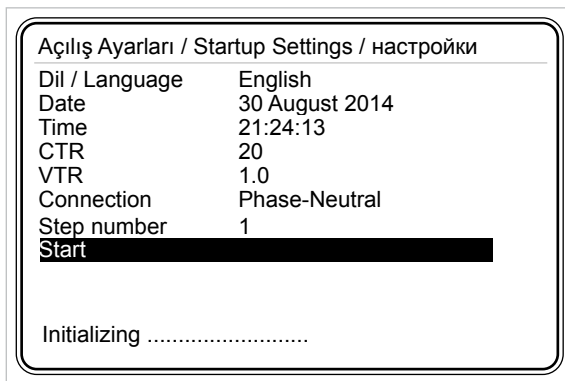 Açılış Ayarları / Startup Settings / настройки
Dil / Language English
Date 30 August 2014
Time 21:24:13
CTR 20
VTR 1.0
Connection Phase-Neutral
Step number 1
Start
Initializing ..........................